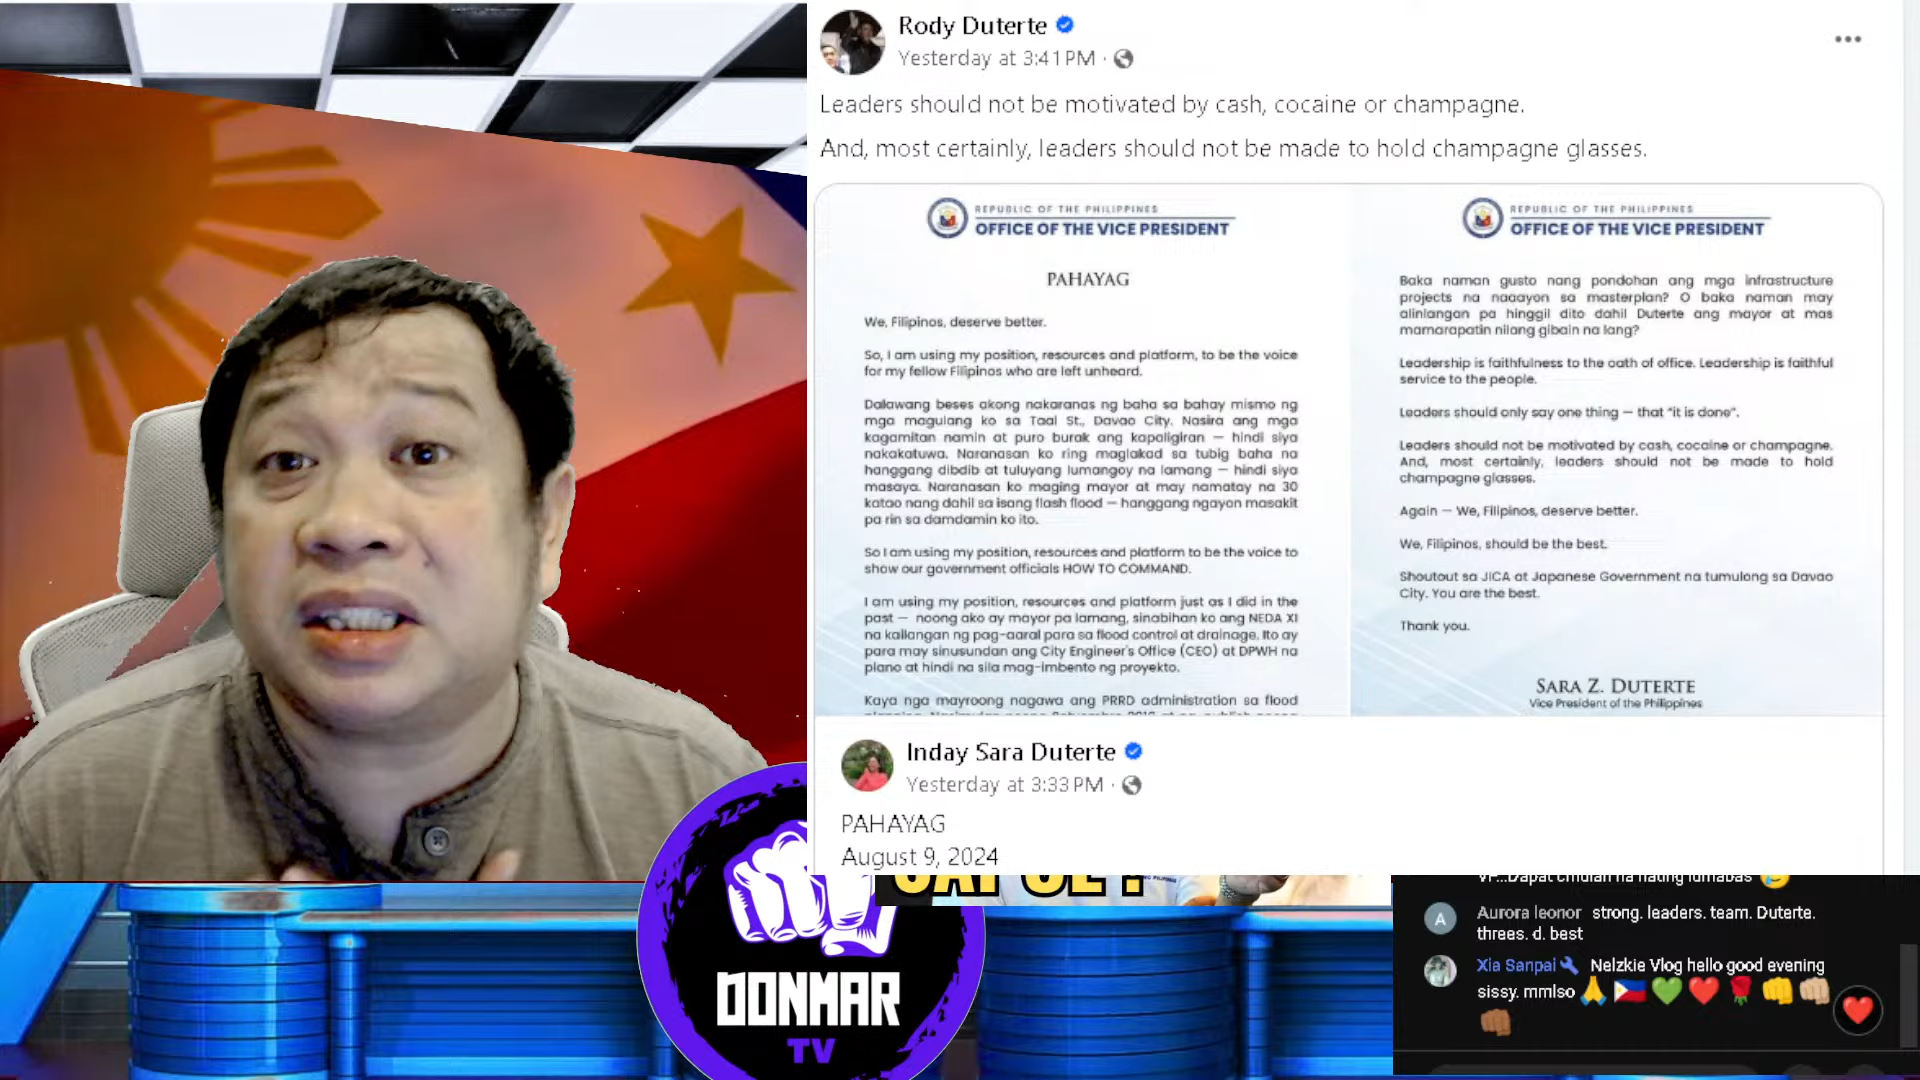 Rody Duterte
Yesterday at 3:41 PM ·
Leaders should not be motivated by cash, cocaine or champagne.
And, most certainly, leaders should not be made to hold champagne glasses.
REPUBLIC OF THE PHILIPPINES
OFFICE OF THE VICE PRESIDENT
PAHAYAG
We, Filipinos, deserve better.
So, I am using my position, resources and platform, to be the voice
for my fellow Filipinos who are left unheard.
Dalawang beses akong nakaranas ng baha sa bahay mismo ng
mga magulang ko sa Taal St., Davao City. Nasira ang mga
kagamitan namin at puro burak ang kapaligiran — hindi siya
nakakatuwa. Naranasan ko ring maglakad sa tubig baha na
hanggang dibdib at tuluyang lumangoy na lamang — hindi siya
masaya. Naranasan ko maging mayor at may namatay na 30
katao nang dahil sa isang flash flood — hanggang ngayon masakit
pa rin sa damdamin ko ito.
So I am using my position, resources and platform to be the voice to
show our government officials HOW TO COMMAND.
I am using my position, resources and platform just as I did in the
past — noong ako ay mayor pa lamang, sinabihan ko ang NEDA XI
na kailangan ng pag-aaral para sa flood control at drainage. Ito ay
para may sinusundan ang City Engineer's Office (CEO) at DPWH na
plano at hindi na sila mag-imbento ng proyekto.
Kaya nga mayroong nagawa ang PRRD administration sa flood
REPUBLIC OF THE PHILIPPINES
OFFICE OF THE VICE PRESIDENT
Baka naman gusto nang pondohan ang mga infrastructure
projects na naaayon sa masterplan? O baka naman may
alinlangan pa hinggil dito dahil Duterte ang mayor at mas
mamarapatin nilang gibain na lang?
Leadership is faithfulness to the oath of office. Leadership is faithful
service to the people.
Leaders should only say one thing — that "it is done".
Leaders should not be motivated by cash, cocaine or champagne.
And, most certainly, leaders should not be made to hold
champagne glasses.
Again — We, Filipinos, deserve better.
We, Filipinos, should be the best.
Shoutout sa JICA at Japanese Government na tumulong sa Davao
City. You are the best.
Thank you.
SARA Z. DUTERTE
Vice President of the Philippines
Inday Sara Duterte
Yesterday at 3:33 PM ·
PAHAYAG
August 9, 2024
DONMAR
TV
A
Aurora leonor strong. leaders. team. Duterte.
threes. d. best
Xia Sanpai Nelzkie Vlog hello good evening
sissy. mmlso 🙏🇵🇭💚❤️🌹👊👊🏼
👊🏾